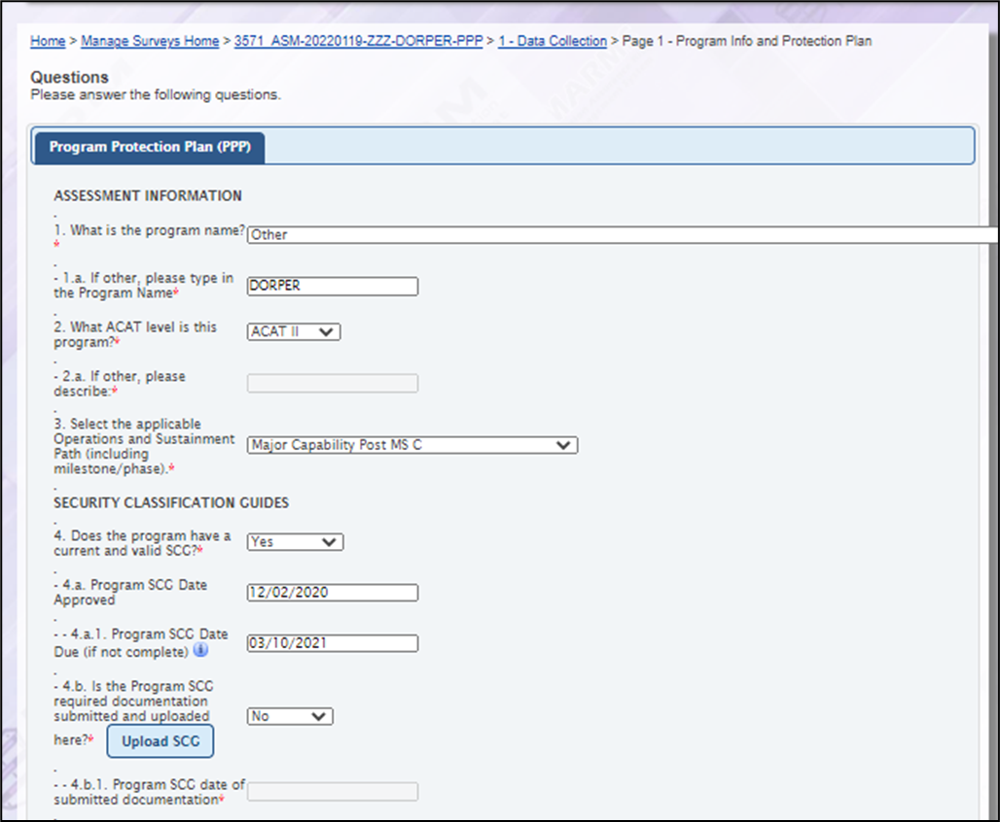 Home > Manage Surveys Home > 3571_ASM-20220119-ZZZ-DORPER-PPP > 1 - Data Collection > Page 1 - Program Info and Protection Plan
Questions
Please answer the following questions.
Program Protection Plan (PPP)
ASSESSMENT INFORMATION
.
1. What is the program name? Other
*
.
- 1.a. If other, please type in
the Program Name* DORPER
.
2. What ACAT level is this
program?* ACAT II
.
- 2.a. If other, please
describe:*
.
3. Select the applicable
Operations and Sustainment
Path (including
milestone/phase).* Major Capability Post MS C
.
SECURITY CLASSIFICATION GUIDES
.
4. Does the program have a
current and valid SCG?* Yes
.
- 4.a. Program SCG Date
Approved 12/02/2020
.
- - 4.a.1. Program SCG Date
Due (if not complete) i 03/10/2021
.
- 4.b. Is the Program SCG
required documentation
submitted and uploaded No
here?* Upload SCG
.
- - 4.b.1. Program SCG date of
submitted documentation*
.